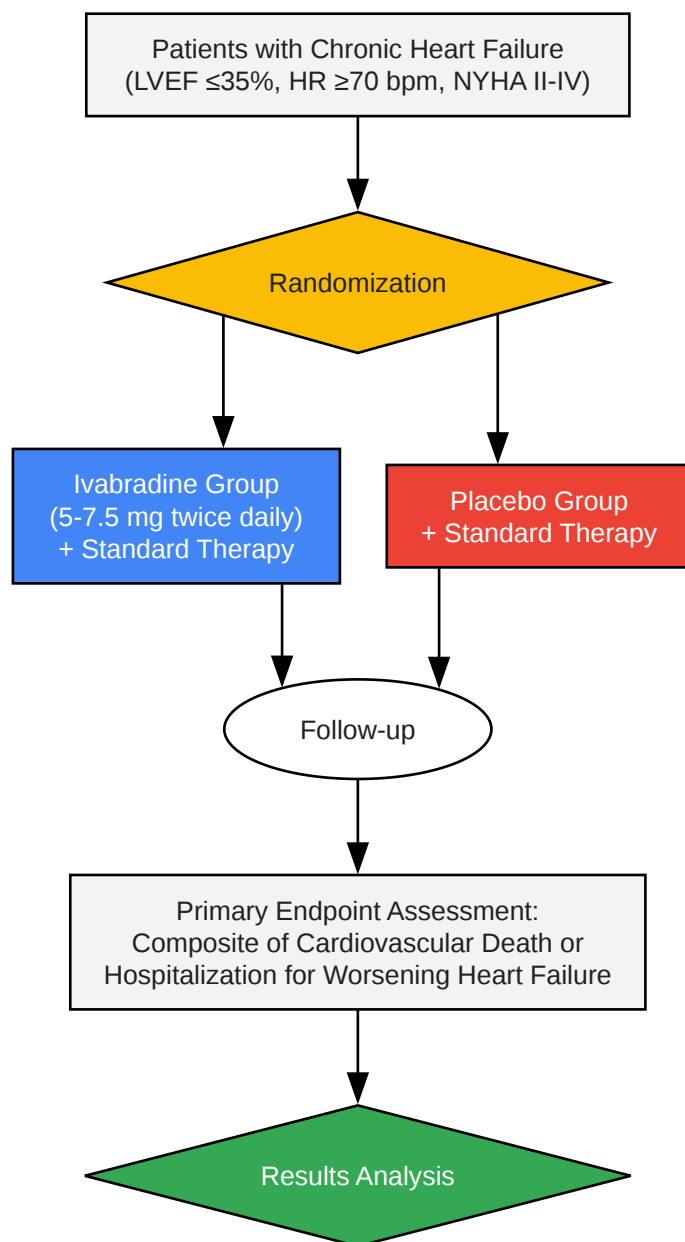 Patients with Chronic Heart Failure
(LVEF ≤35%, HR ≥70 bpm, NYHA II-IV)
Randomization
Ivabradine Group
(5-7.5 mg twice daily)
+ Standard Therapy
Placebo Group
+ Standard Therapy
Follow-up
Primary Endpoint Assessment:
Composite of Cardiovascular Death or
Hospitalization for Worsening Heart Failure
Results Analysis